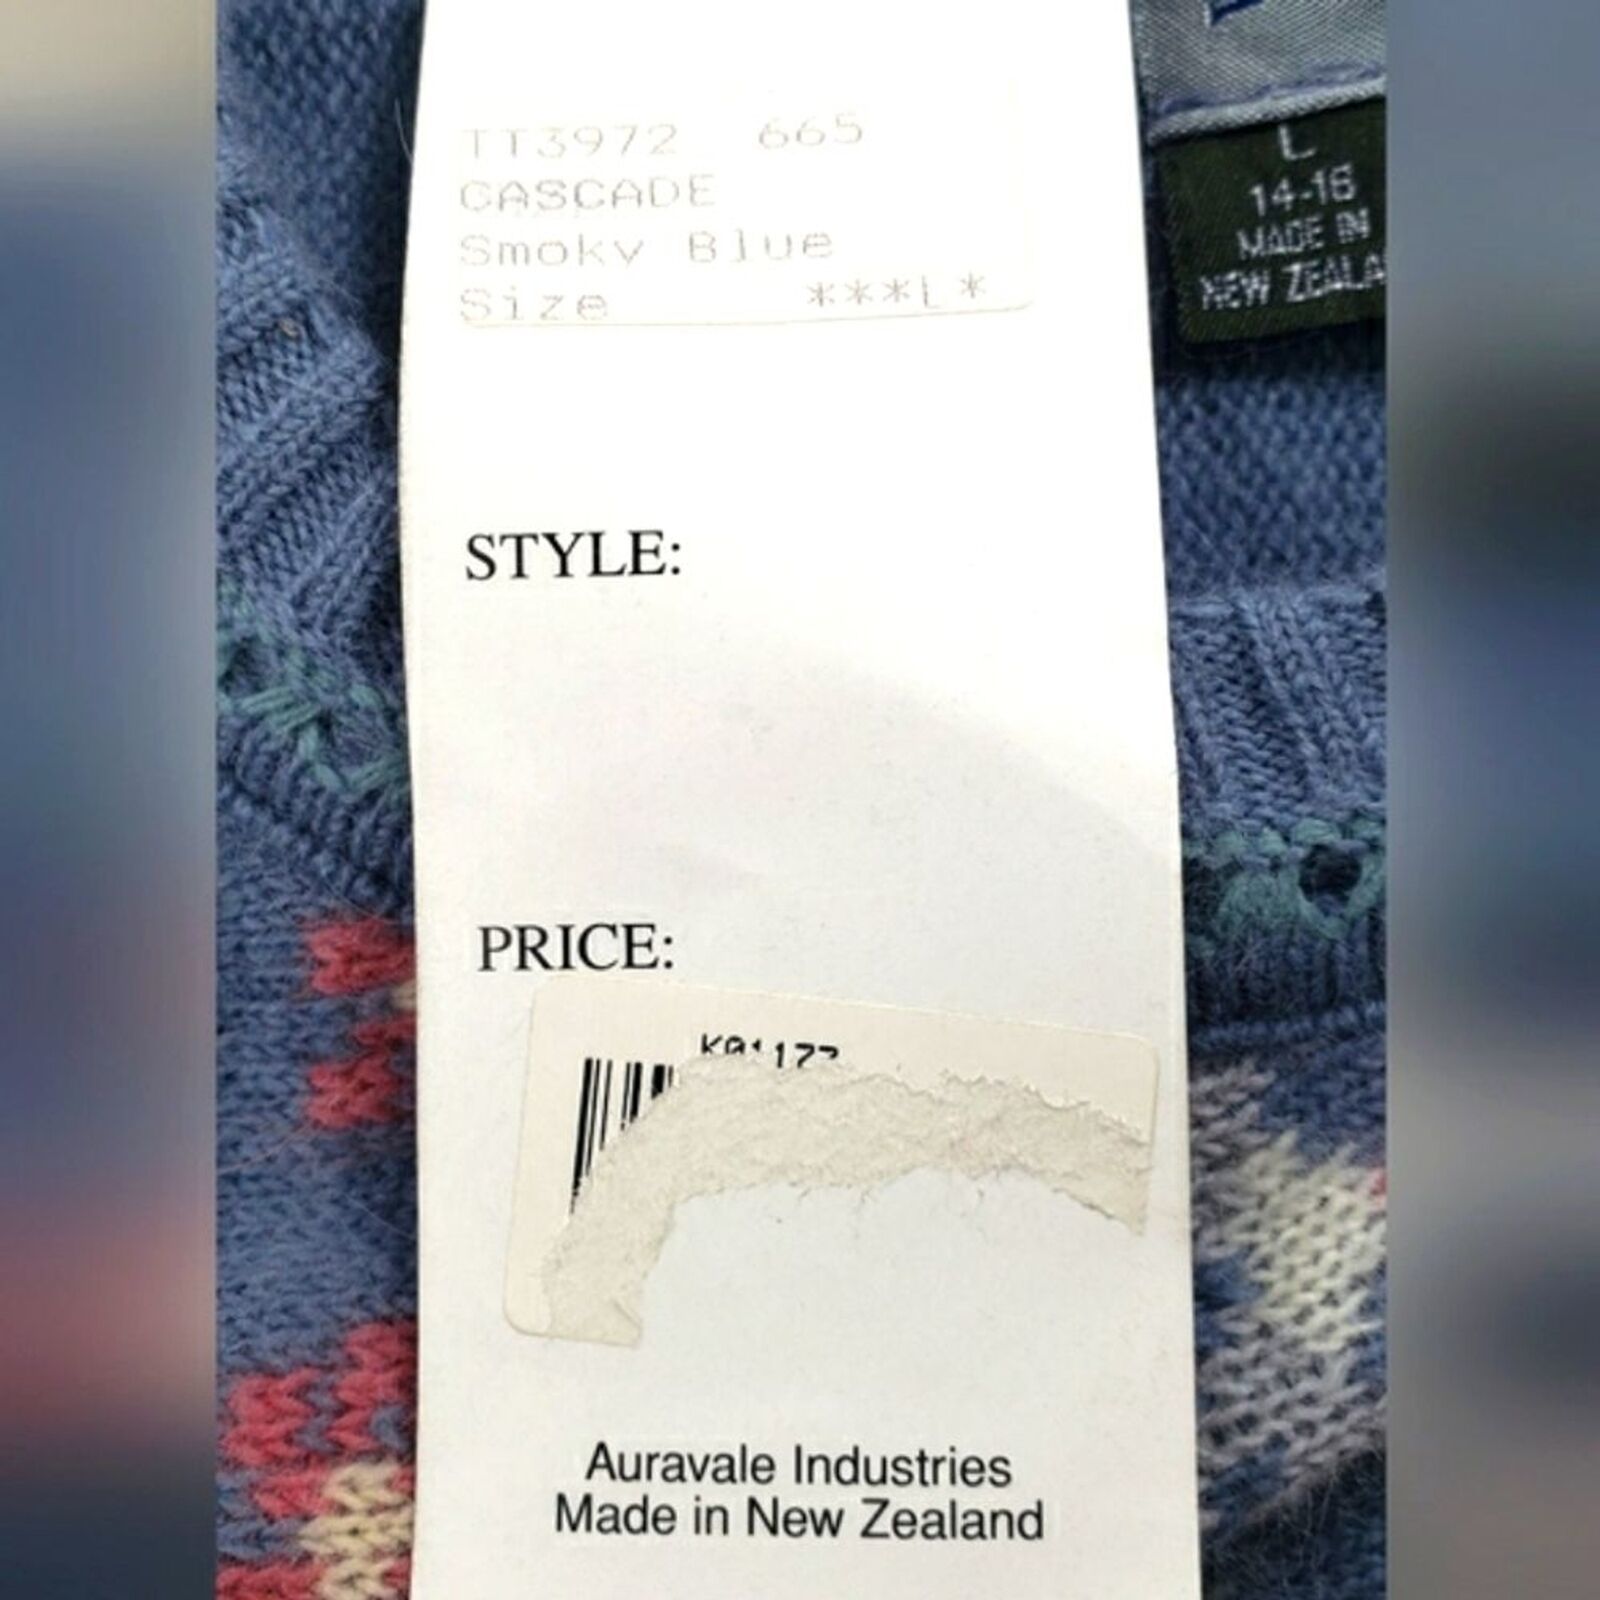 TT3972 665
CASCADE
Smoky Blue
Size ***L*
STYLE:
PRICE:
Auravale Industries
Made in New Zealand
L
14-16
MADE IN
NEW ZEALA